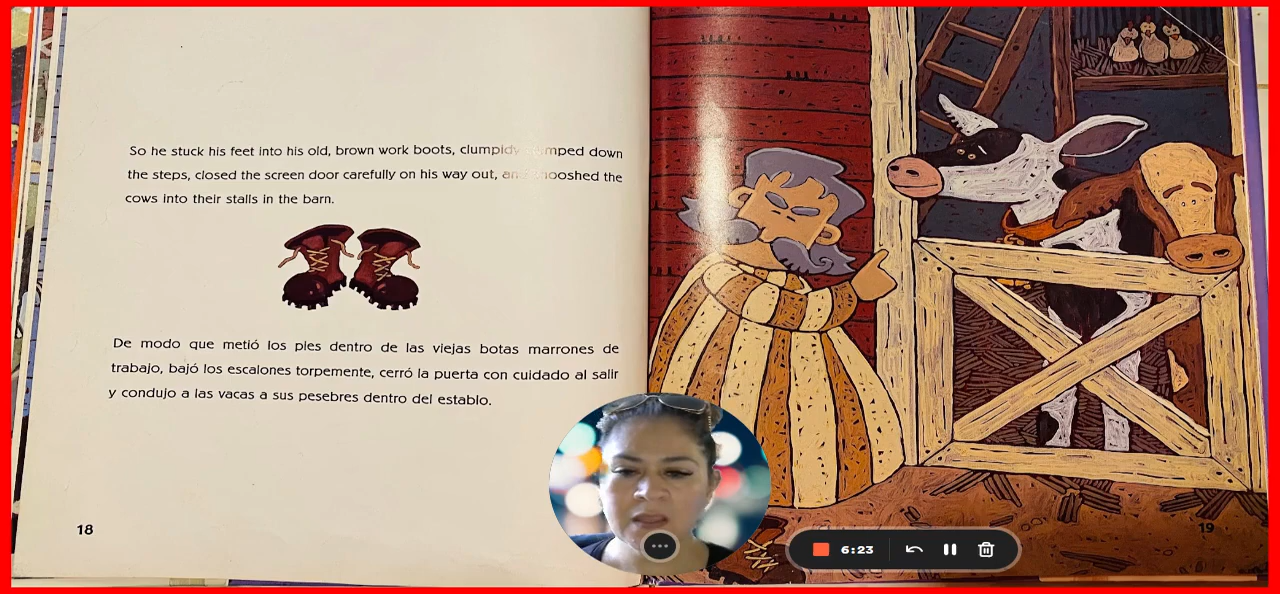 So he stuck his feet into his old, brown work boots, down
the steps, closed the screen door carefully on his way out, the
cows into their stalls in the barn.
De modo que metió los pies dentro de las viejas botas marrones de
trabajo, bajó los escalones torpemente, cerró la puerta con cuidado al salir
y condujo a las vacas a sus pesebres dentro del establo.
18
19
6:23